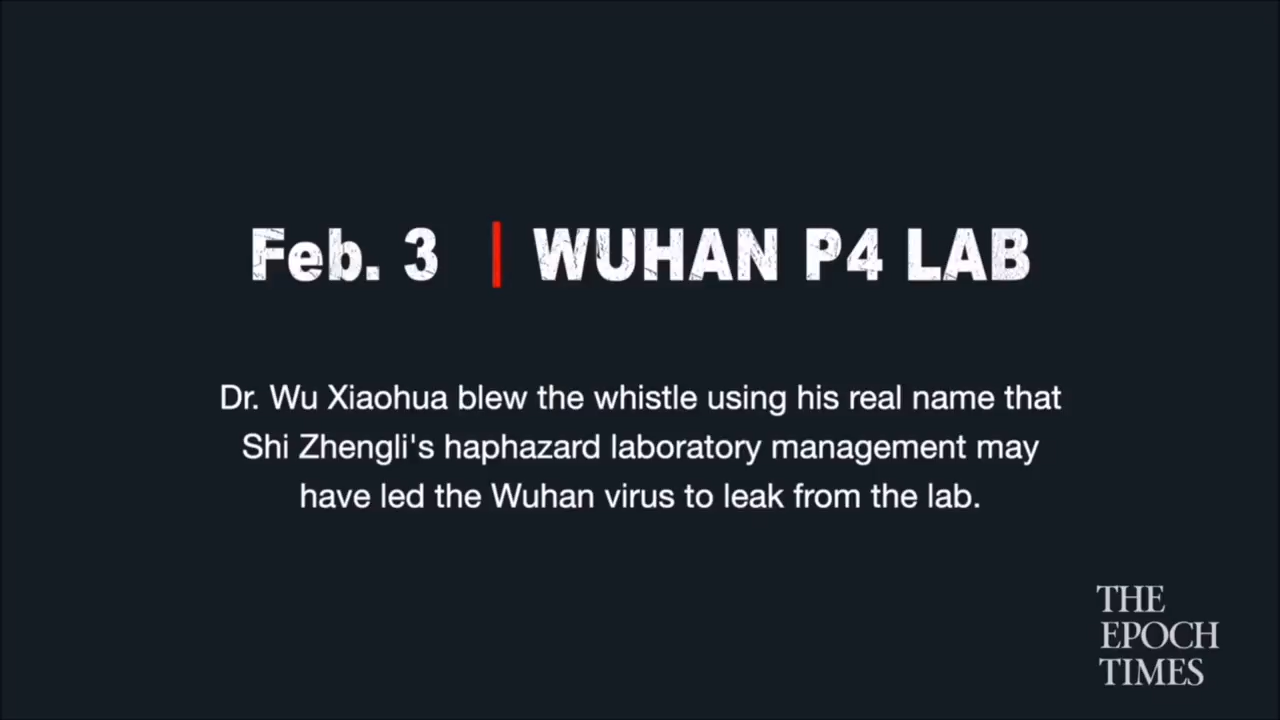 Feb. 3 | WUHAN P4 LAB
Dr. Wu Xiaohua blew the whistle using his real name that
Shi Zhengli's haphazard laboratory management may
have led the Wuhan virus to leak from the lab.
THE
EPOCH
TIMES